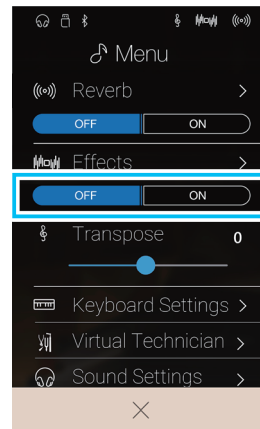 Menu
Reverb
OFF ON
Effects
OFF ON
Transpose 0
Keyboard Settings
Virtual Technician
Sound Settings